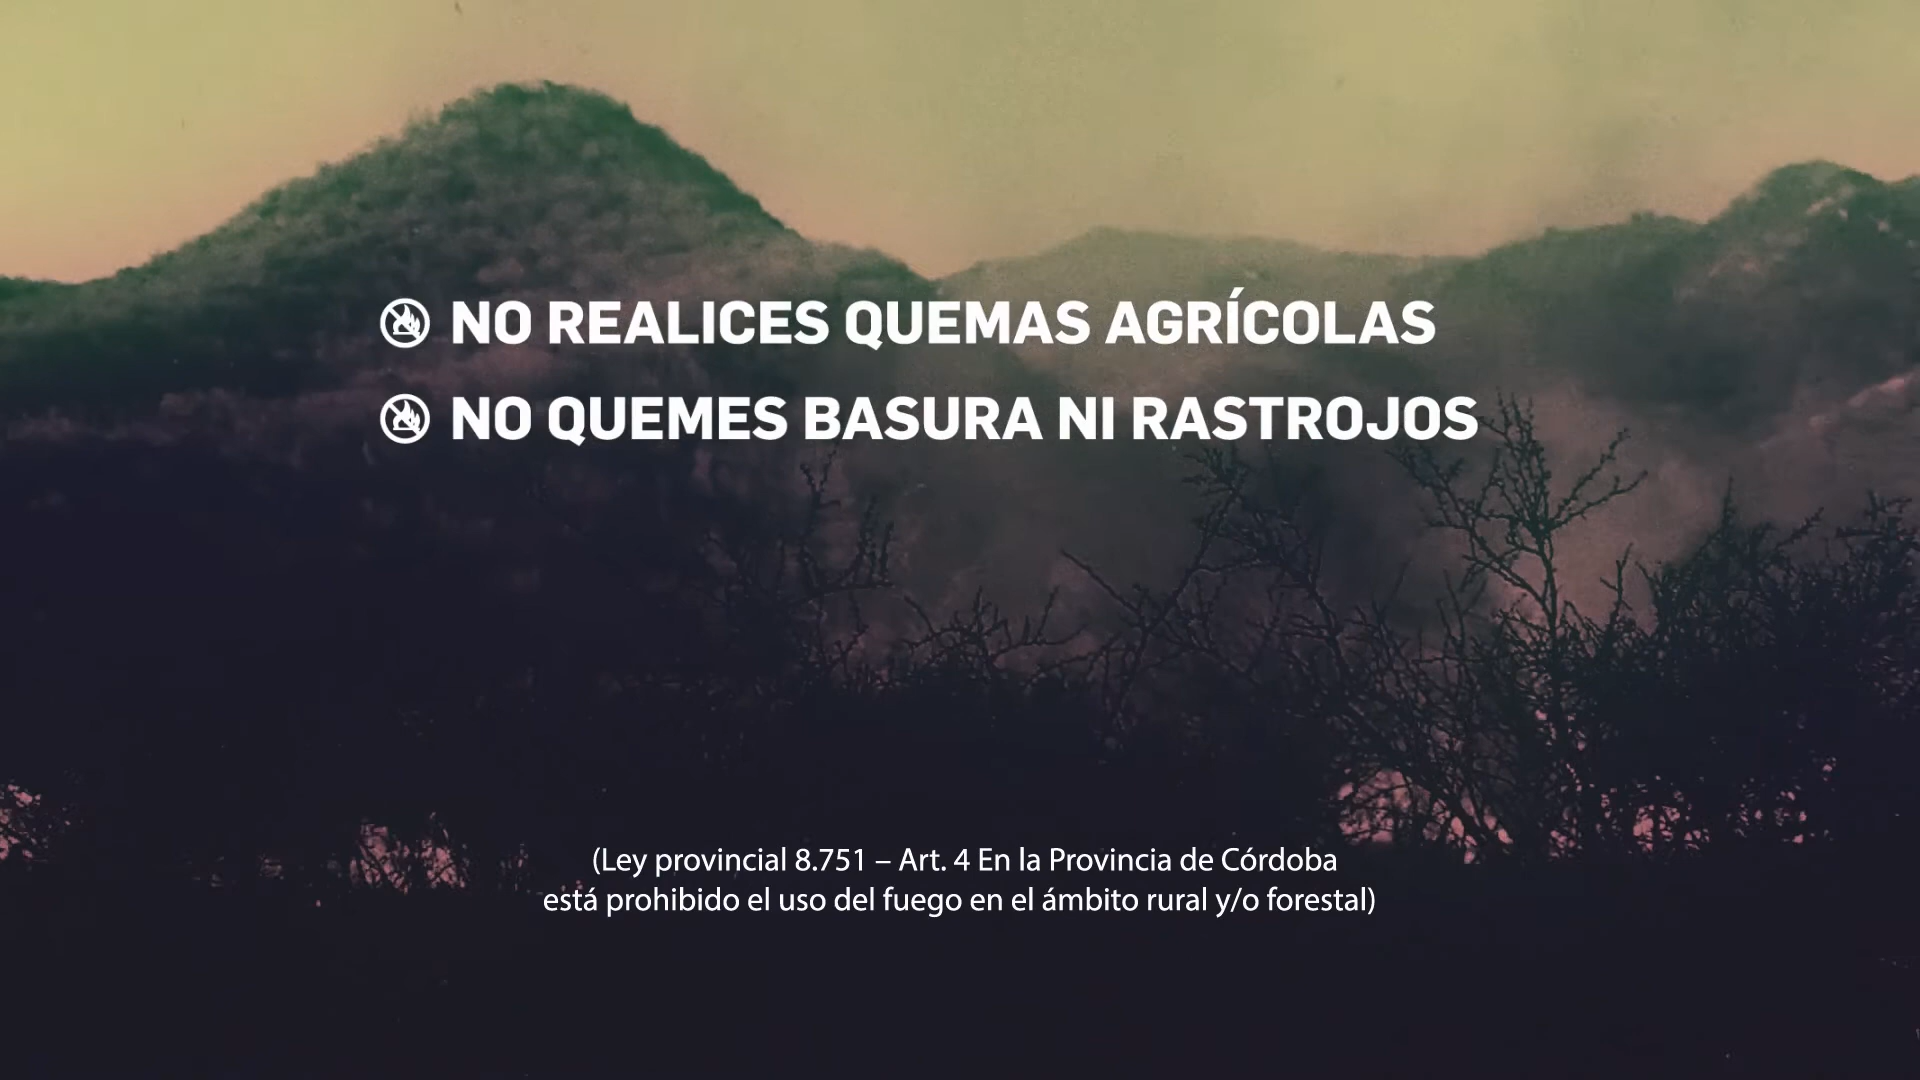 NO REALICES QUEMAS AGRÍCOLAS
NO QUEMES BASURA NI RASTROJOS
(Ley provincial 8.751 – Art. 4 En la Provincia de Córdoba
está prohibido el uso del fuego en el ámbito rural y/o forestal)